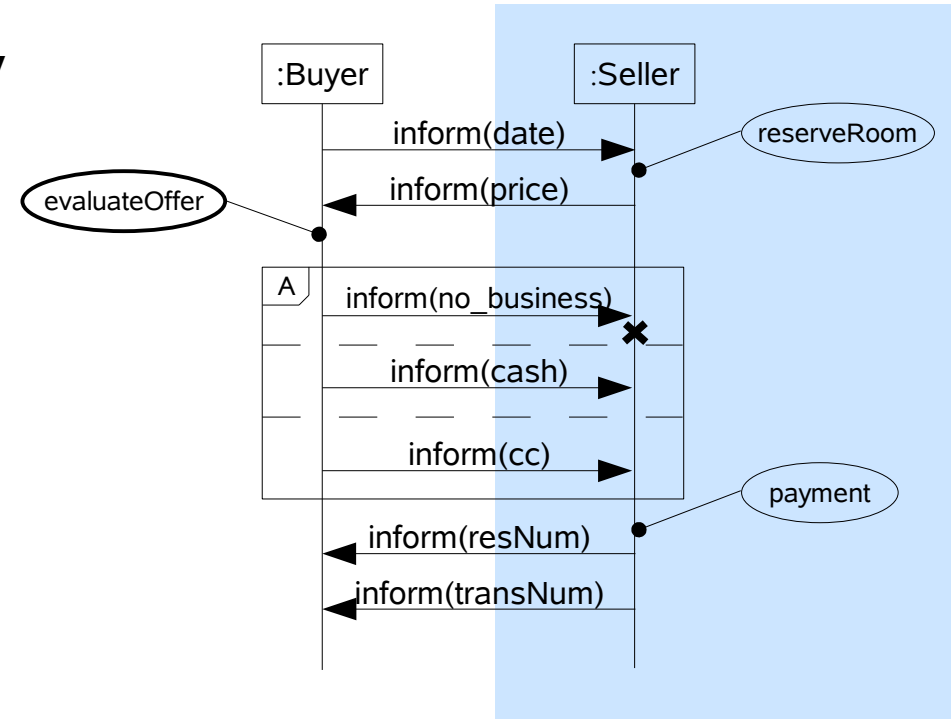 :Buyer
:Seller
inform(date)
reserveRoom
inform(price)
evaluateOffer
A
inform(no_business)
inform(cash)
inform(cc)
payment
inform(resNum)
inform(transNum)